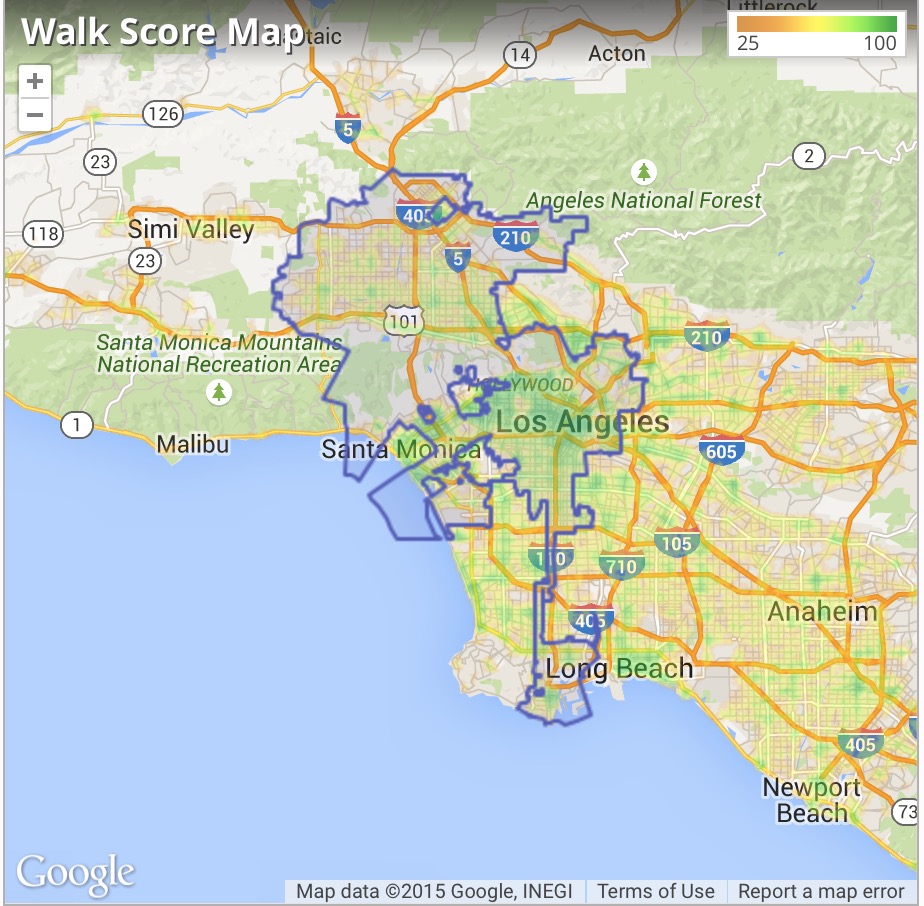 Walk Score Map
taic
Littlerock
14
Acton
25
100
+
−
126
5
23
2
Angeles National Forest
405
118
Simi Valley
210
23
5
101
Santa Monica Mountains
National Recreation Area
210
HOLLYWOOD
1
Los Angeles
Malibu
Santa Monica
605
110
105
710
Anaheim
405
Long Beach
405
Newport
Beach
73
Google
Map data ©2015 Google, INEGI
Terms of Use
Report a map error